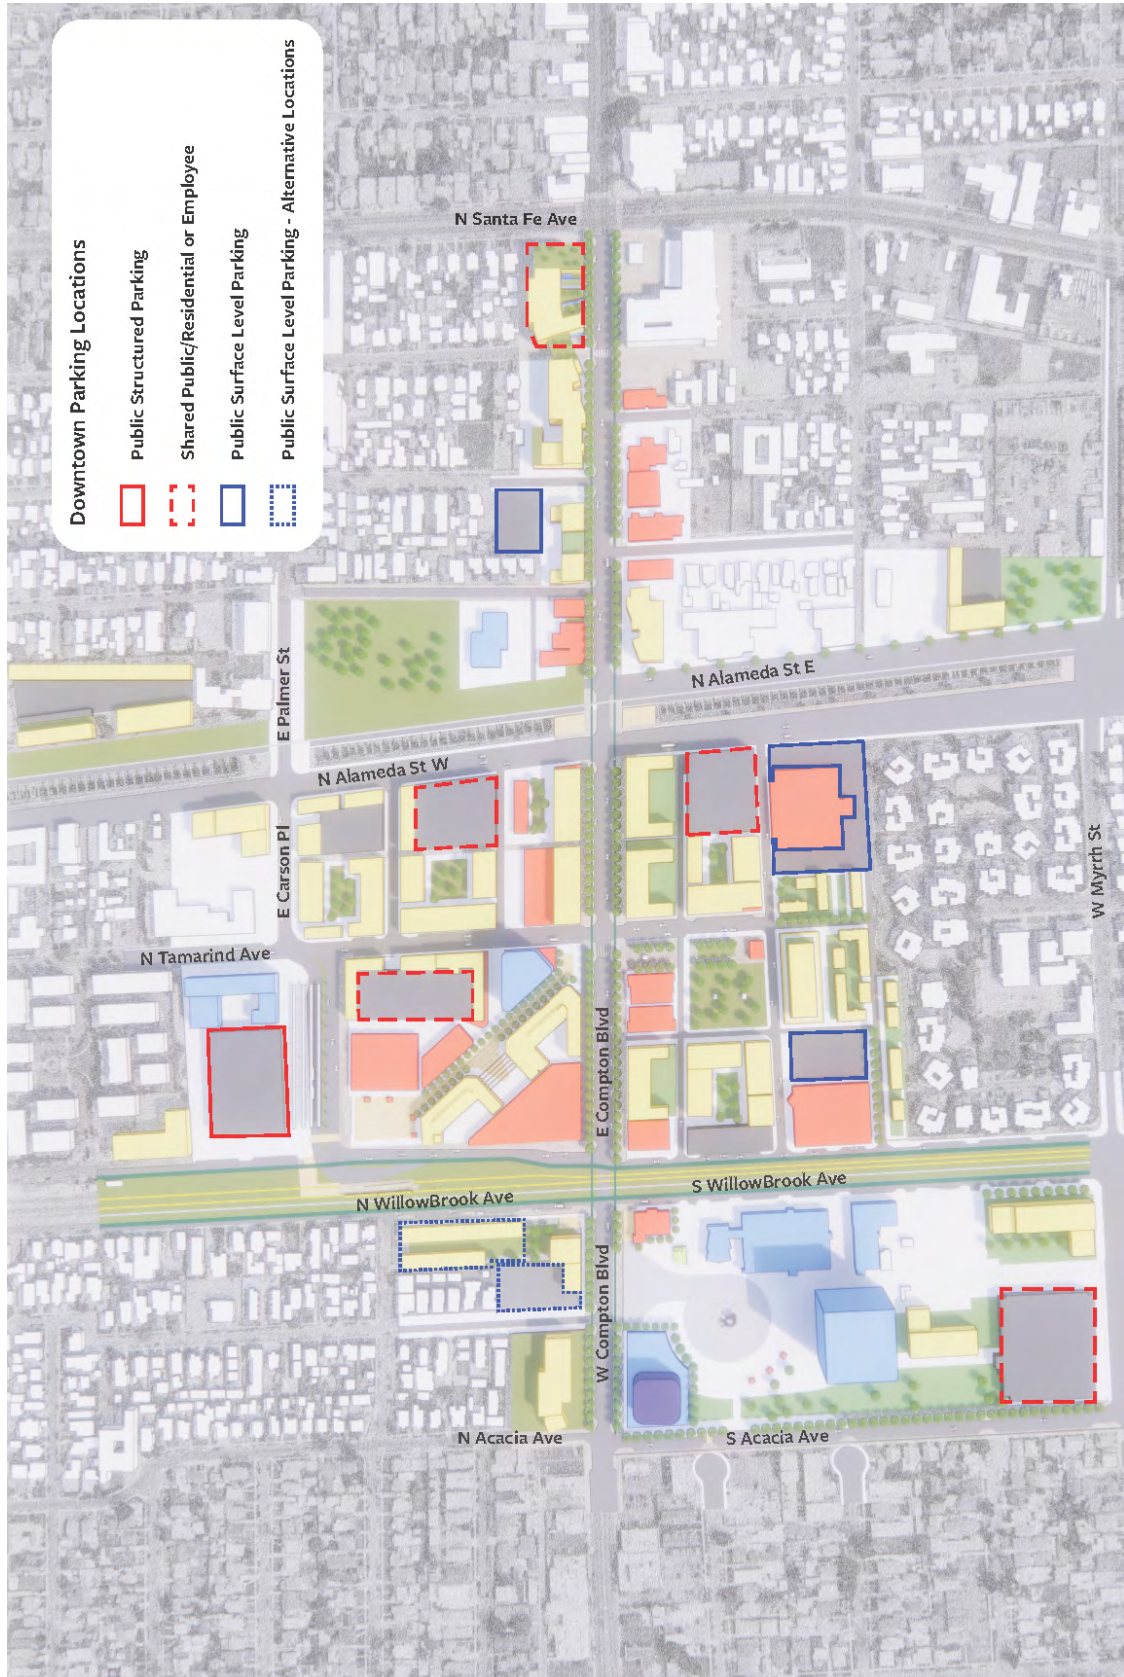 Downtown Parking Locations
Public Structured Parking
Shared Public/Residential or Employee
Public Surface Level Parking
Public Surface Level Parking - Alternative Locations
N Santa Fe Ave
E Palmer St
N Alameda St E
N Alameda St W
E Carson Pl
W Myrrh St
N Tamarind Ave
E Compton Blvd
N WillowBrook Ave
S WillowBrook Ave
W Compton Blvd
N Acacia Ave
S Acacia Ave